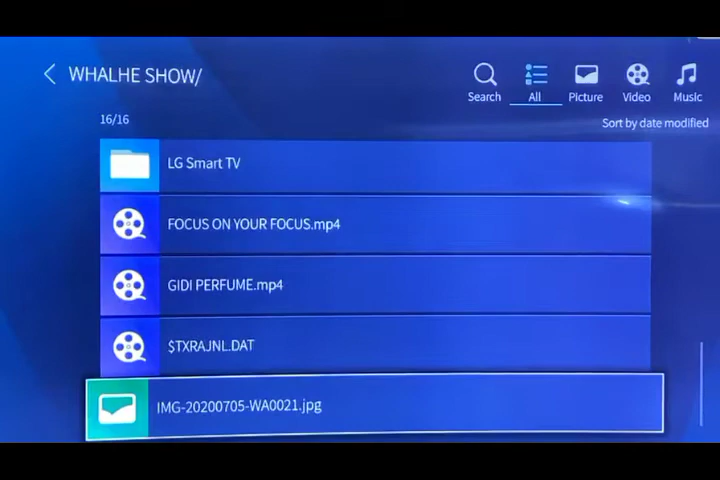 WHALHE SHOW/
Search
All
Picture
Video
Music
16/16
Sort by date modified
LG Smart TV
FOCUS ON YOUR FOCUS.mp4
GIDI PERFUME.mp4
$TXRAJNL.DAT
IMG-20200705-WA0021.jpg